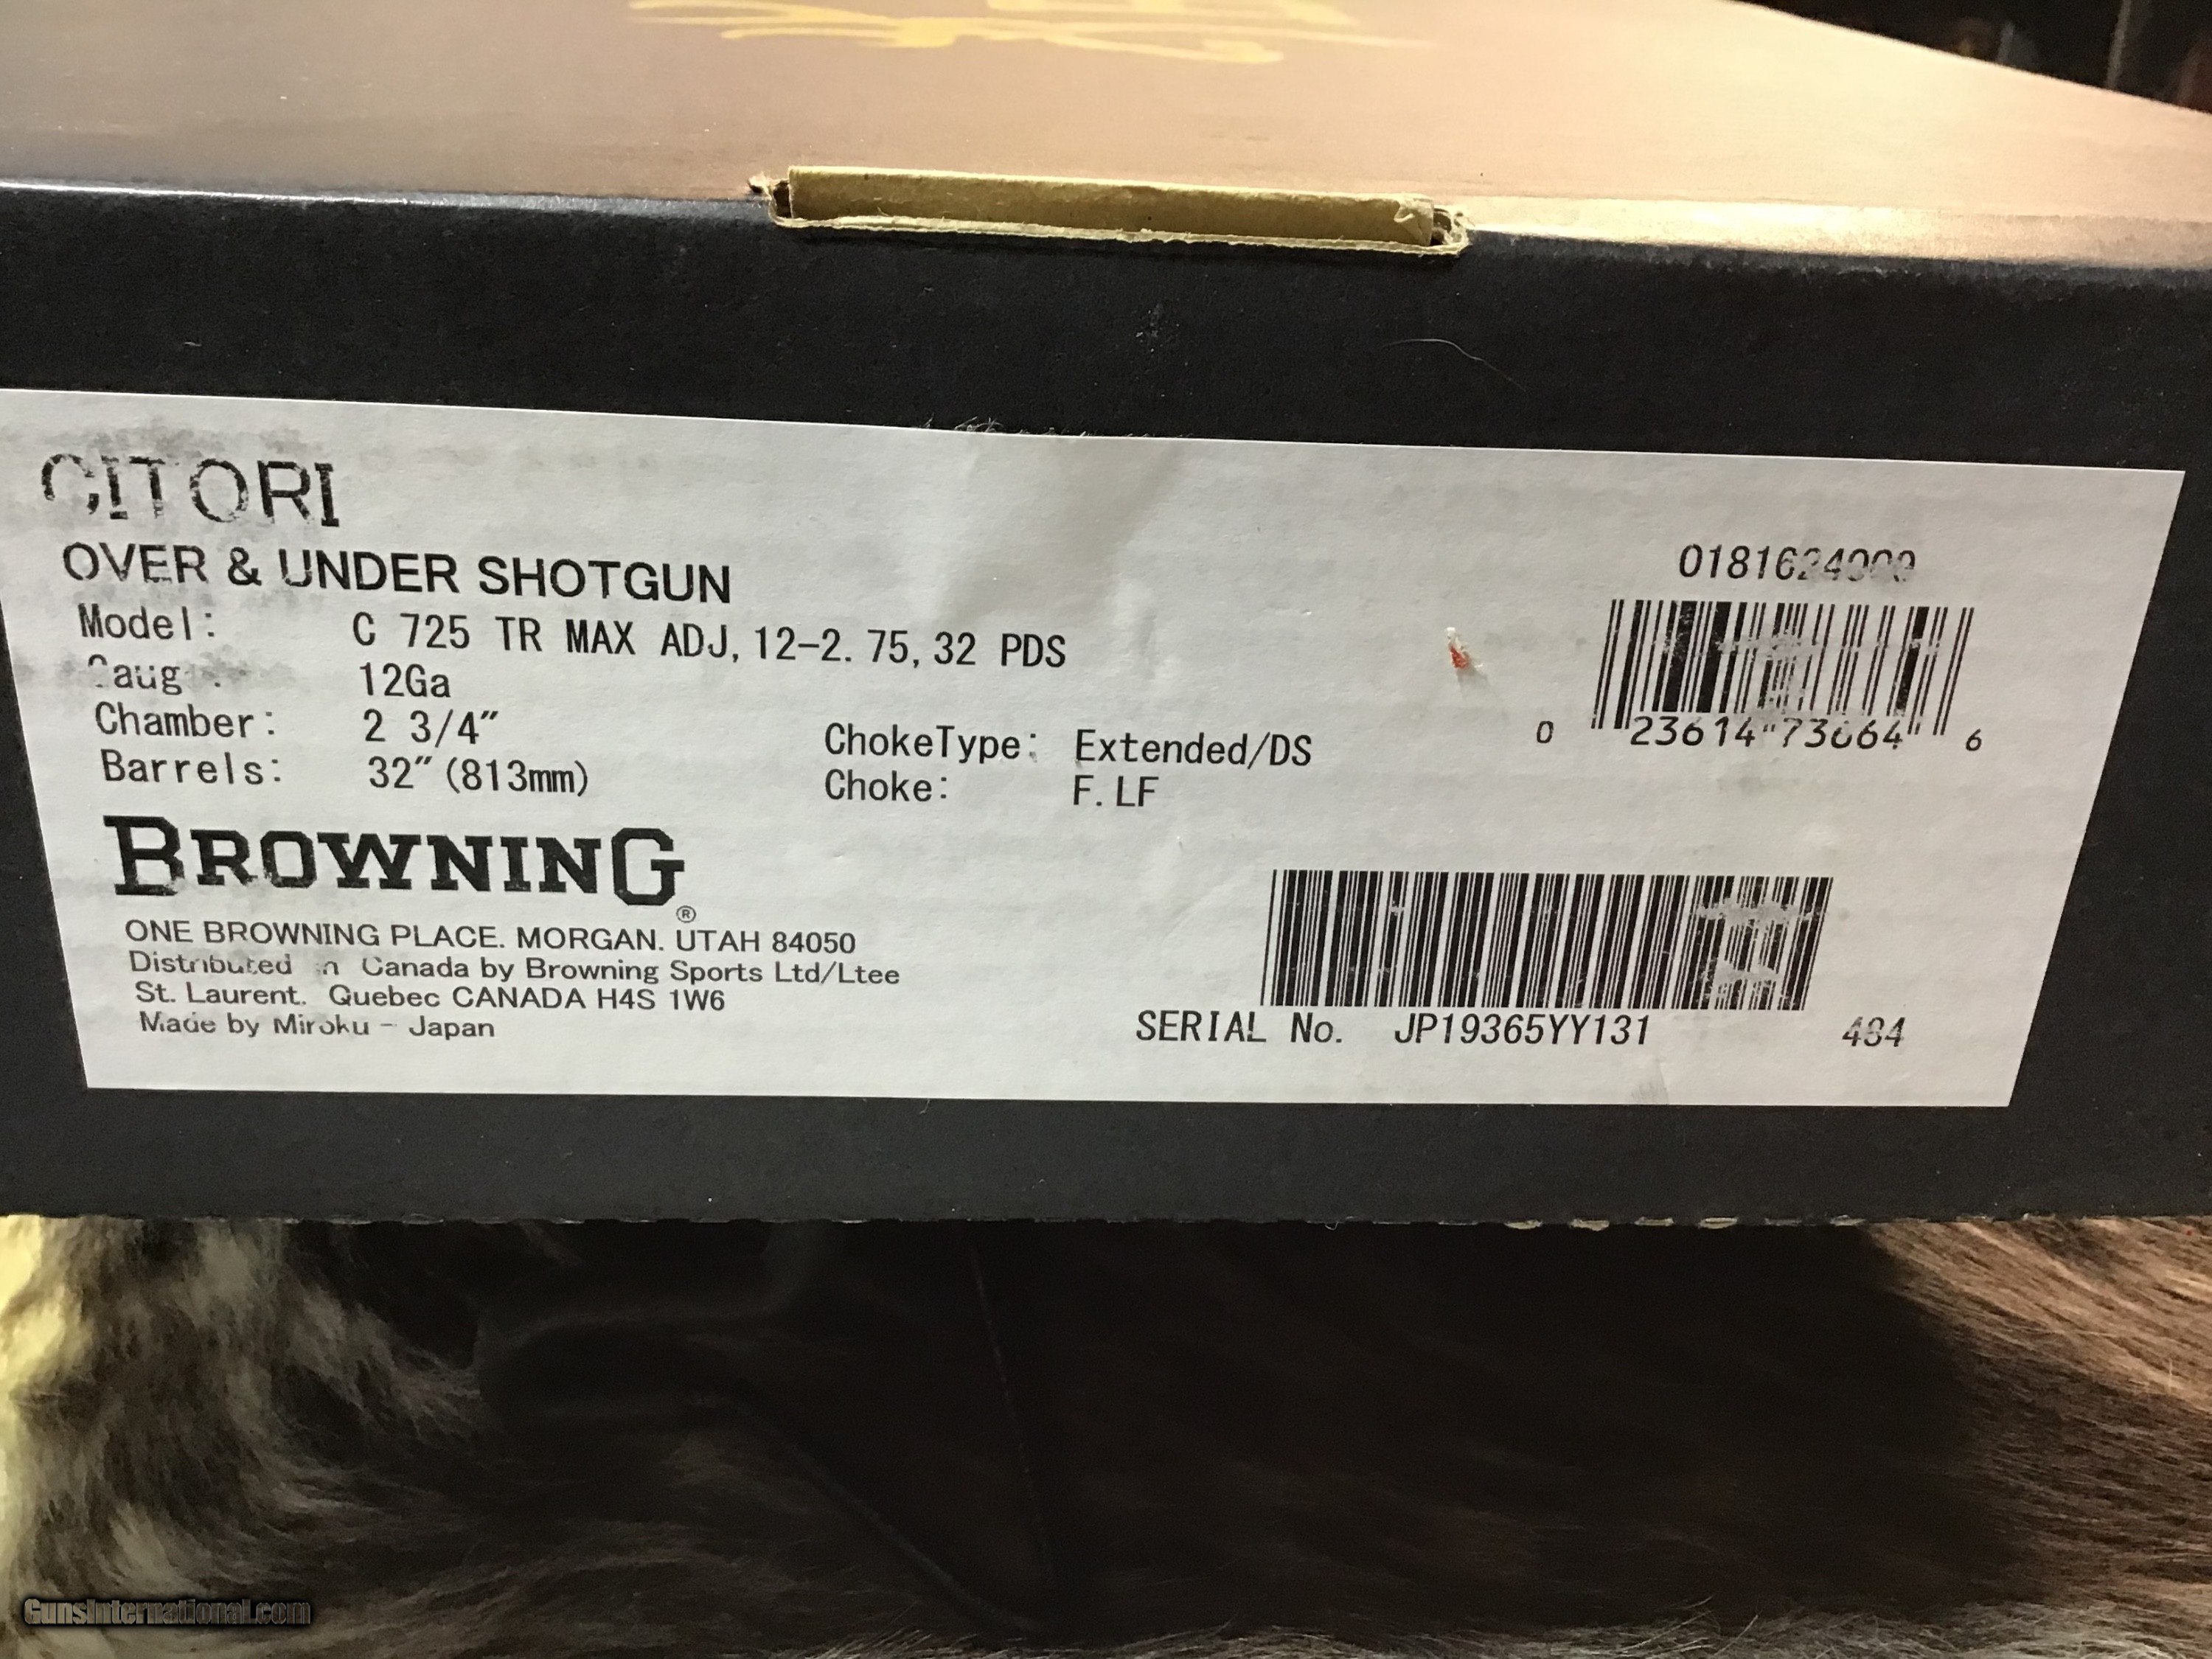 CITORI
OVER & UNDER SHOTGUN
Model: C 725 TR MAX ADJ, 12-2. 75, 32 PDS
12Ga
Chamber: 2 3/4"
Barrels: 32" (813mm)
ChokeType: Extended/DS
Choke: F. LF
0 23614 73664 6
BROWNING®
ONE BROWNING PLACE. MORGAN. UTAH 84050
Distributed in Canada by Browning Sports Ltd/Ltee
St. Laurent. Quebec CANADA H4S 1W6
Made by Miroku - Japan
SERIAL No. JP19365YY131
GunsInternational.com